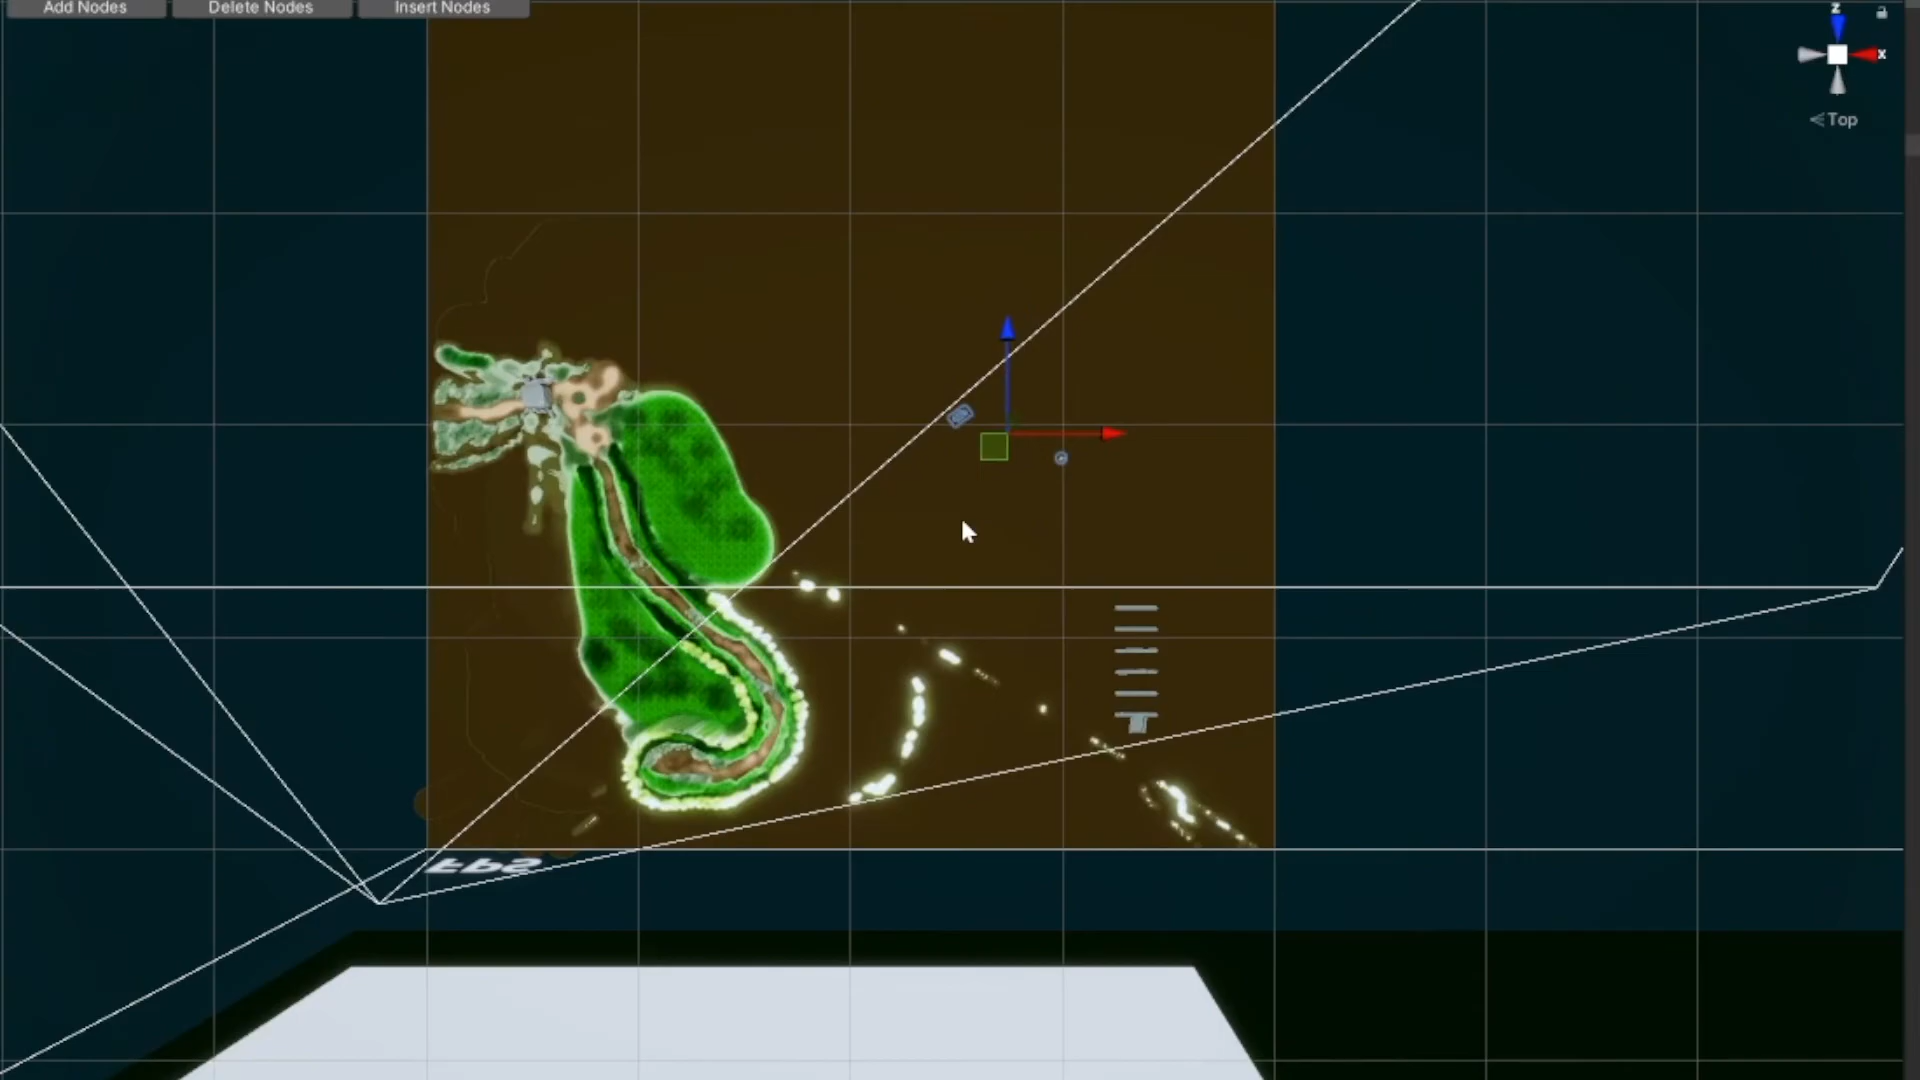 Add Nodes
Delete Nodes
Insert Nodes
z
x
<Top